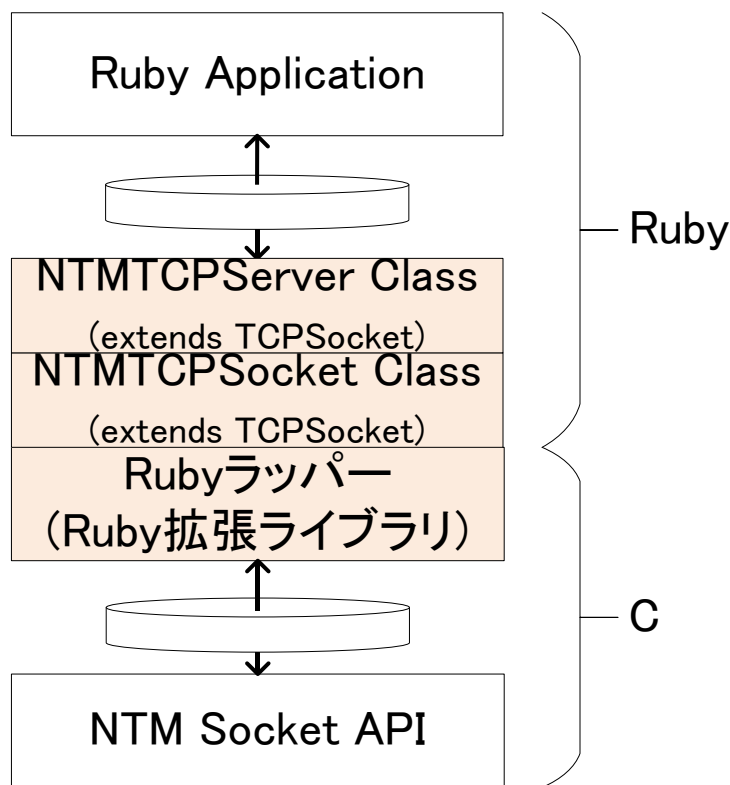 Ruby Application
Ruby
NTMTCPServer Class
(extends TCPSocket)
NTMTCPSocket Class
(extends TCPSocket)
Rubyラッパー
(Ruby拡張ライブラリ)
C
NTM Socket API